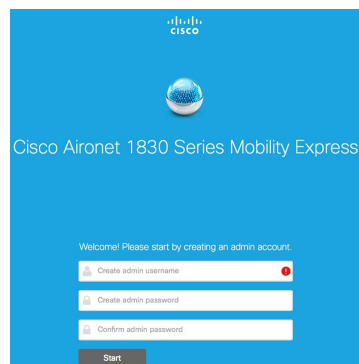 CISCO
Cisco Aironet 1830 Series Mobility Express
Welcome! Please start by creating an admin account.
Create admin username
Create admin password
Confirm admin password
Start